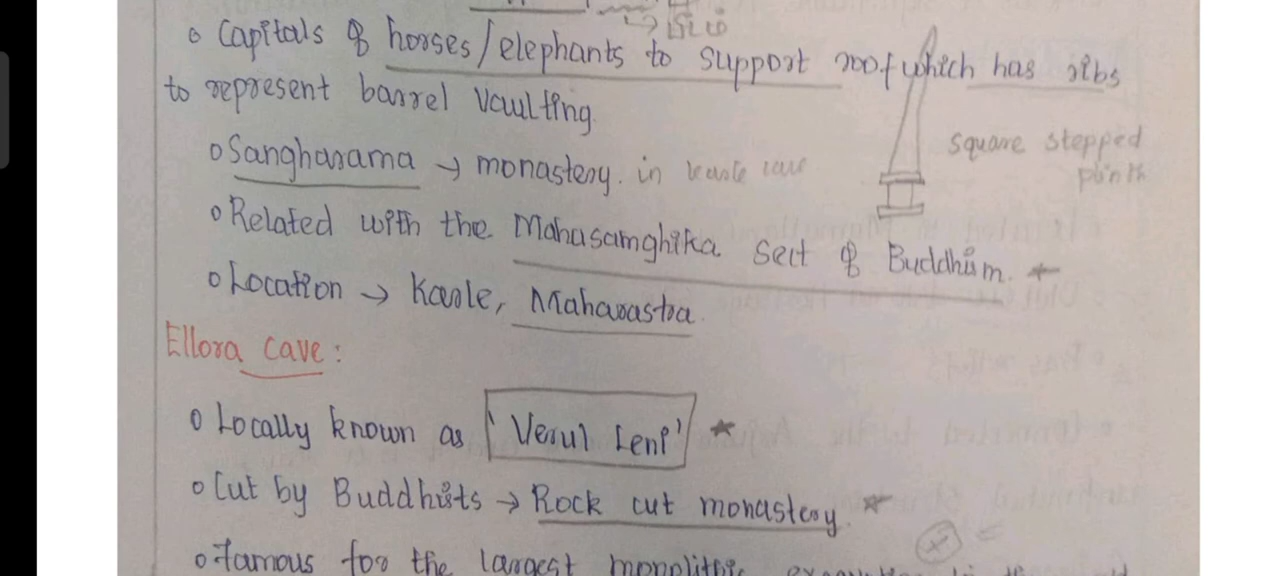 o Capitals of horses/elephants to support roof which has ribs
to represent barrel vaulting
square stepped
plinth
o Sangharama → monastery. in karle cave
o Related with the Mahasamghika sect of Buddhism. *
o Location → Karle, Maharastra
Ellora cave:
o Locally known as 'Verul Leni' *
o Cut by Buddhists → Rock cut monastery. *
o famous for the largest monolithic